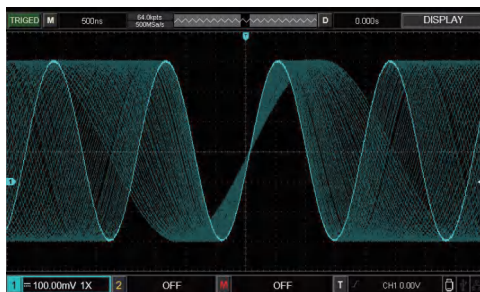 TRIGED M 500ns 64.0kpts D 0.000s DISPLAY
500MSa/s
T
1
1 100.00mV 1X 2 OFF M OFF T CH1 0.00V